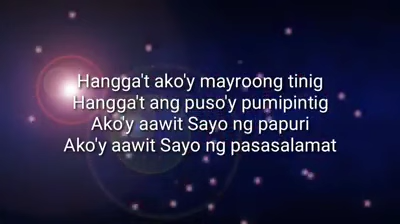 Hangga't ako'y mayroong tinig
Hangga't ang puso'y pumipintig
Ako'y aawit Sayo ng papuri
Ako'y aawit Sayo ng pasasalamat